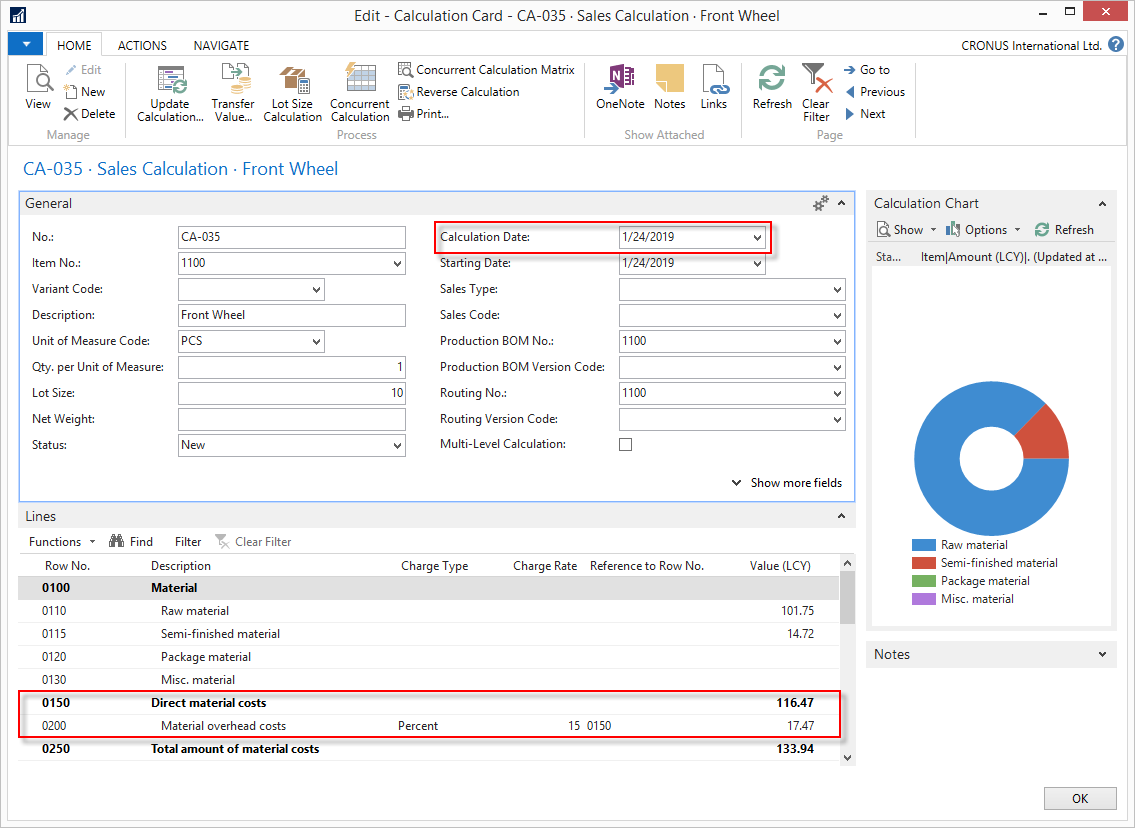 Edit - Calculation Card - CA-035 · Sales Calculation · Front Wheel
HOME ACTIONS NAVIGATE CRONUS International Ltd.
View
Edit
New
Delete
Manage
Update Calculation...
Transfer Value...
Lot Size Calculation
Concurrent Calculation
Concurrent Calculation Matrix
Reverse Calculation
Print...
Process
OneNote
Notes
Links
Show Attached
Refresh
Clear Filter
Go to
Previous
Next
Page
CA-035 · Sales Calculation · Front Wheel
General
No.: CA-035
Item No.: 1100
Variant Code:
Description: Front Wheel
Unit of Measure Code: PCS
Qty. per Unit of Measure: 1
Lot Size: 10
Net Weight:
Status: New
Calculation Date: 1/24/2019
Starting Date: 1/24/2019
Sales Type:
Sales Code:
Production BOM No.: 1100
Production BOM Version Code:
Routing No.: 1100
Routing Version Code:
Multi-Level Calculation:
Show more fields
Lines
Functions Find Filter Clear Filter
Row No. Description Charge Type Charge Rate Reference to Row No. Value (LCY)
0100 Material
0110 Raw material 101.75
0115 Semi-finished material 14.72
0120 Package material
0130 Misc. material
0150 Direct material costs 116.47
0200 Material overhead costs Percent 15 0150 17.47
0250 Total amount of material costs 133.94
Calculation Chart
Show Options Refresh
Sta... Item|Amount (LCY)|. (Updated at ...
Raw material
Semi-finished material
Package material
Misc. material
Notes
OK